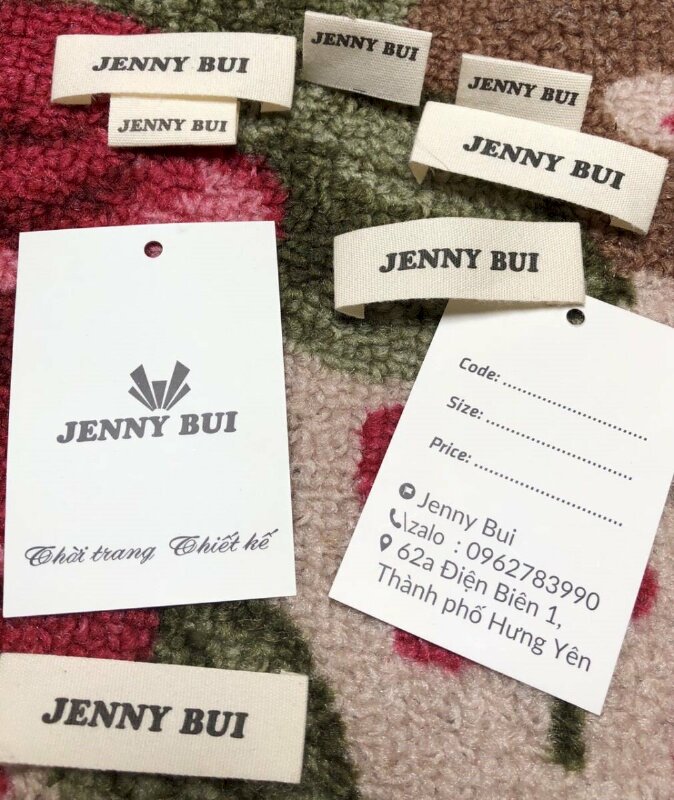 JENNY BUI
JENNY BUI
JENNY BUI
JENNY BUI
JENNY BUI
JENNY BUI
JENNY BUI
Thời trang Thiết kế
Code: ....................
Size: ....................
Price: ....................
Jenny Bui
zalo : 0962783990
62a Điện Biên 1,
Thành phố Hưng Yên
JENNY BUI